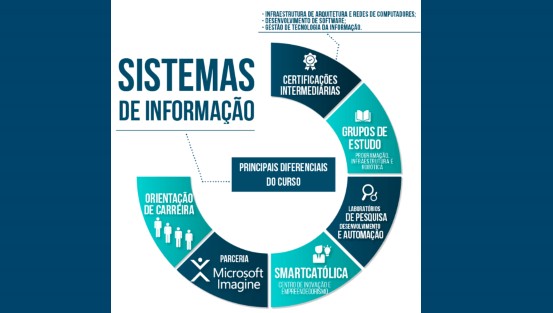 - INFRAESTRUTURA DE ARQUITETURA E REDES DE COMPUTADORES;
- DESENVOLVIMENTO DE SOFTWARE;
- GESTÃO DE TECNOLOGIA DA INFORMAÇÃO.
SISTEMAS
DE INFORMAÇÃO
CERTIFICAÇÕES
INTERMEDIÁRIAS
GRUPOS DE
ESTUDO
PROGRAMAÇÃO,
INFRAESTRUTURA E
ROBÓTICA
PRINCIPAIS DIFERENCIAIS
DO CURSO
LABORATÓRIOS
DE PESQUISA
DESENVOLVIMENTO
E AUTOMAÇÃO
SMARTCATÓLICA
CENTRO DE INOVAÇÃO E
EMPREENDEDORISMO
PARCERIA
Microsoft
Imagine
ORIENTAÇÃO
DE CARREIRA